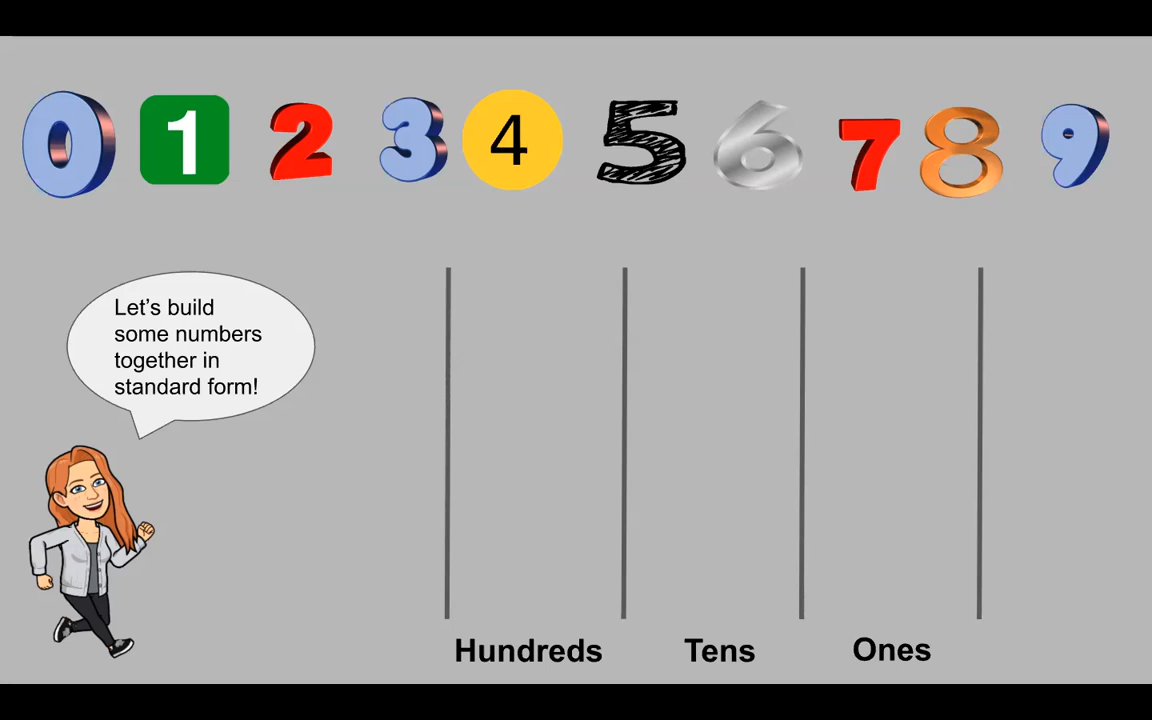 0 1 2 3 4 5 6 7 8 9
Let's build
some numbers
together in
standard form!
Hundreds Tens Ones